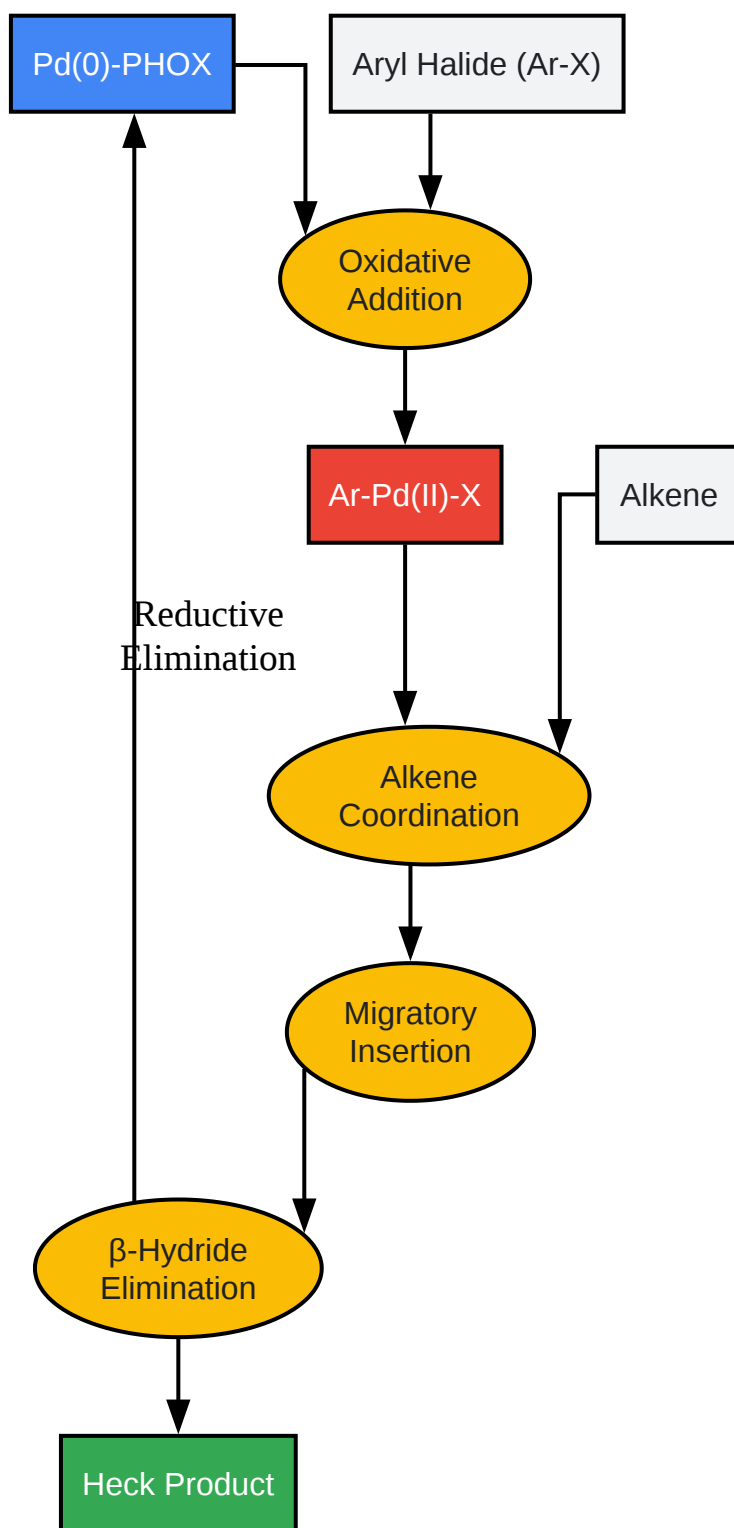 Pd(0)-PHOX
Aryl Halide (Ar-X)
Oxidative
Addition
Ar-Pd(II)-X
Alkene
Reductive
Elimination
Alkene
Coordination
Migratory
Insertion
β-Hydride
Elimination
Heck Product